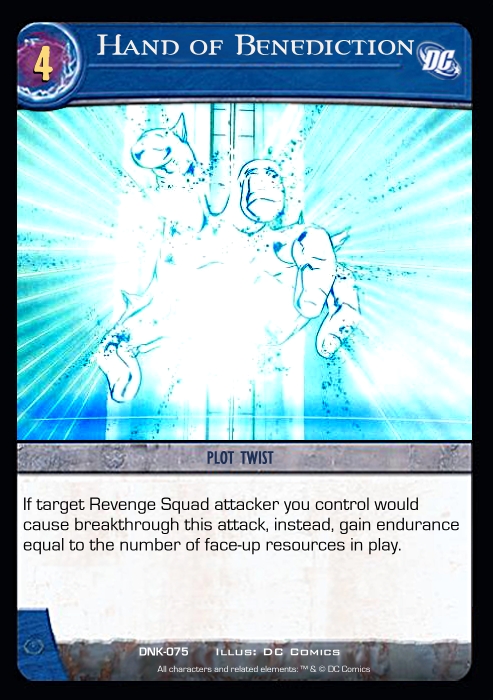 4
Hand of Benediction
DC
PLOT TWIST
If target Revenge Squad attacker you control would
cause breakthrough this attack, instead, gain endurance
equal to the number of face-up resources in play.
DNK-075 Illus: DC Comics
All characters and related elements: ™ & © DC Comics